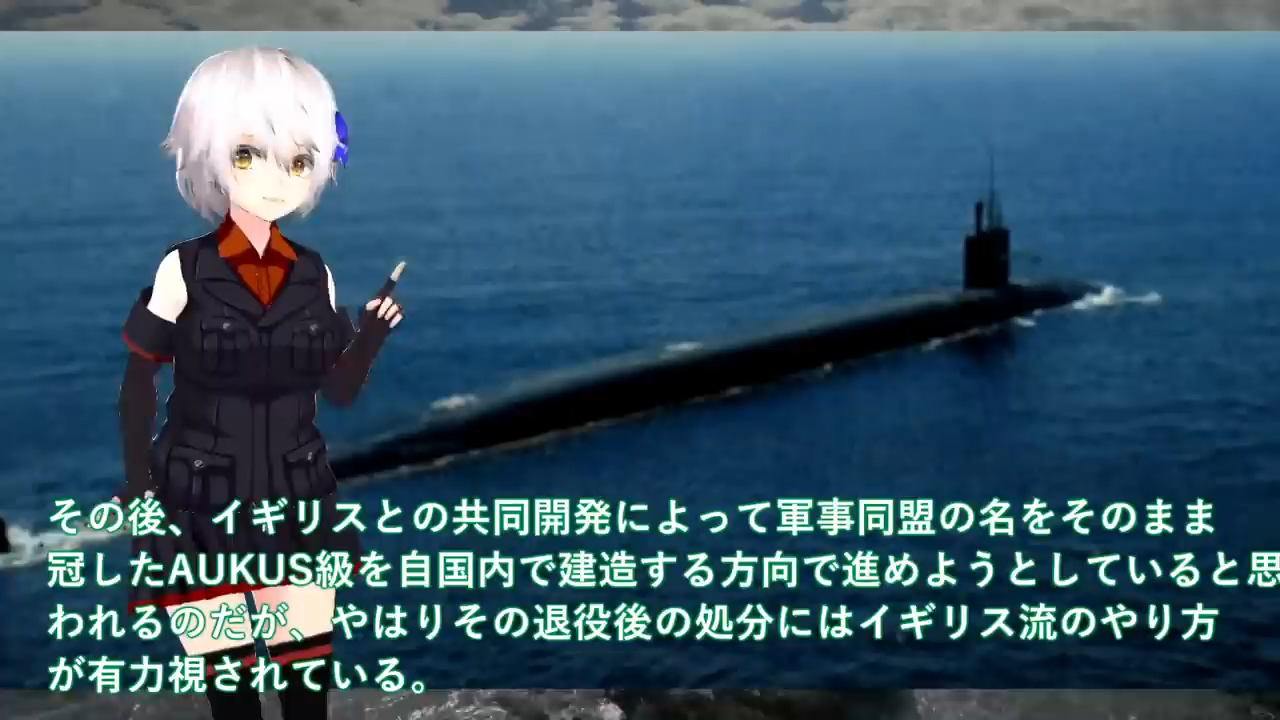 その後、イギリスとの共同開発によって軍事同盟の名をそのまま
冠したAUKUS級を自国内で建造する方向で進めようとしていると思
われるのだが、やはりその退役後の処分にはイギリス流のやり方
が有力視されている。